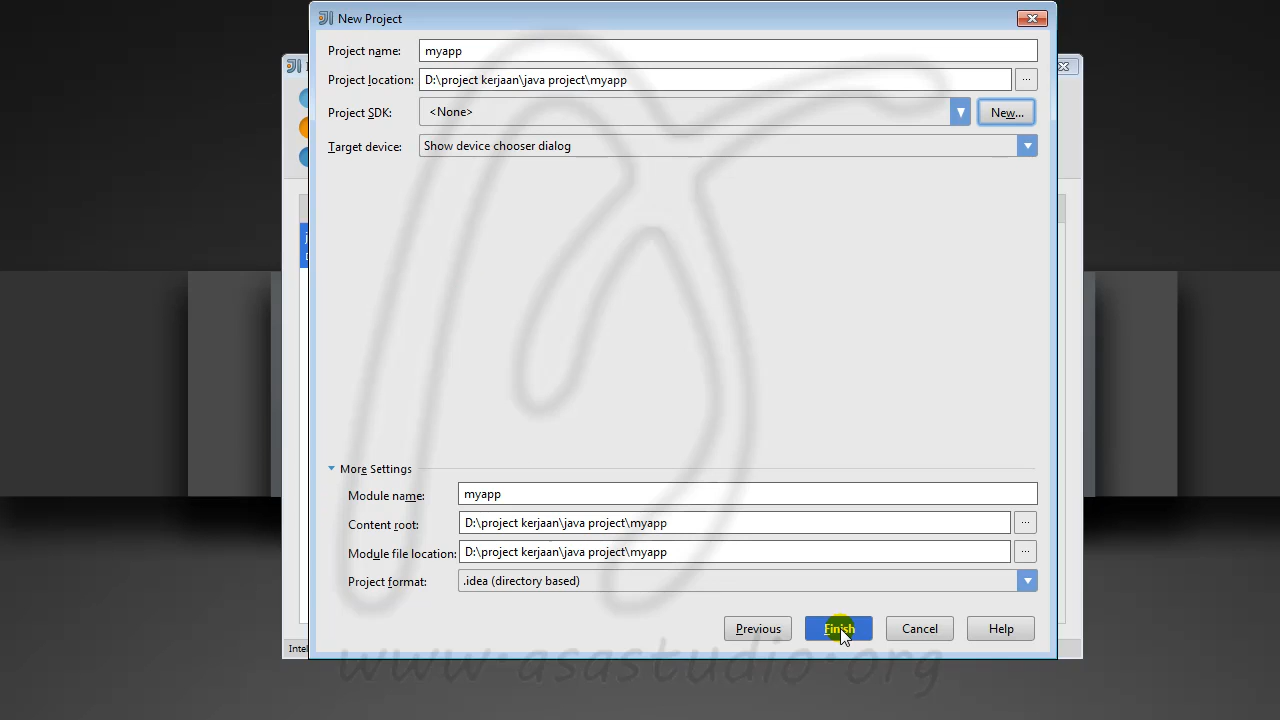 New Project
Project name: myapp
Project location: D:\project kerjaan\java project\myapp ...
Project SDK: <None> New...
Target device: Show device chooser dialog
More Settings
Module name: myapp
Content root: D:\project kerjaan\java project\myapp ...
Module file location: D:\project kerjaan\java project\myapp ...
Project format: .idea (directory based)
Previous Finish Cancel Help
Intel
www.asastudio.org